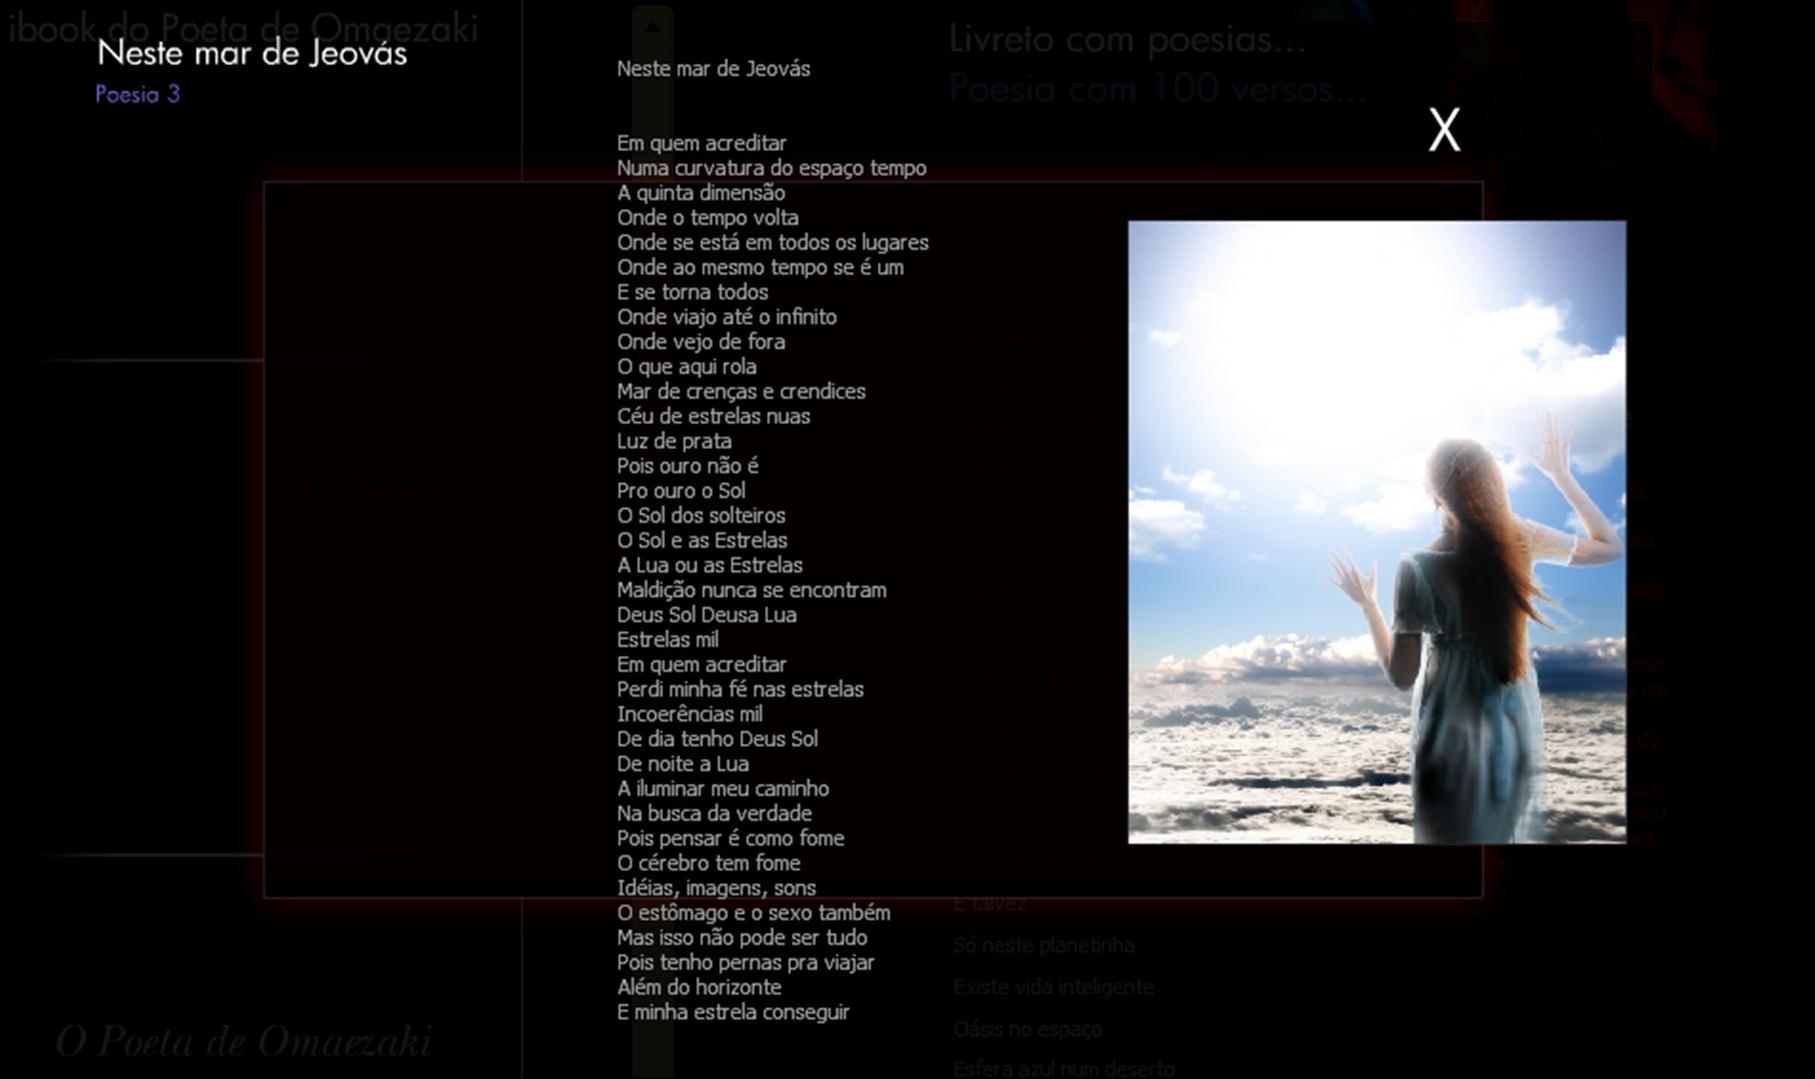 ibook do Poeta de Omaezaki
Neste mar de Jeovás
Poesia 3
Livreto com poesias...
Poesia com 100 versos...
X
Neste mar de Jeovás
Em quem acreditar
Numa curvatura do espaço tempo
A quinta dimensão
Onde o tempo volta
Onde se está em todos os lugares
Onde ao mesmo tempo se é um
E se torna todos
Onde viajo até o infinito
Onde vejo de fora
O que aqui rola
Mar de crenças e crendices
Céu de estrelas nuas
Luz de prata
Pois ouro não é
Pro ouro o Sol
O Sol dos solteiros
O Sol e as Estrelas
A Lua ou as Estrelas
Maldição nunca se encontram
Deus Sol Deusa Lua
Estrelas mil
Em quem acreditar
Perdi minha fé nas estrelas
Incoerências mil
De dia tenho Deus Sol
De noite a Lua
A iluminar meu caminho
Na busca da verdade
Pois pensar é como fome
O cérebro tem fome
Idéias, imagens, sons
O estômago e o sexo também
Mas isso não pode ser tudo
Pois tenho pernas pra viajar
Além do horizonte
E minha estrela conseguir
E talvez
Só neste planetinha
Existe vida inteligente
Oásis no espaço
Esfera azul num deserto
O Poeta de Omaezaki